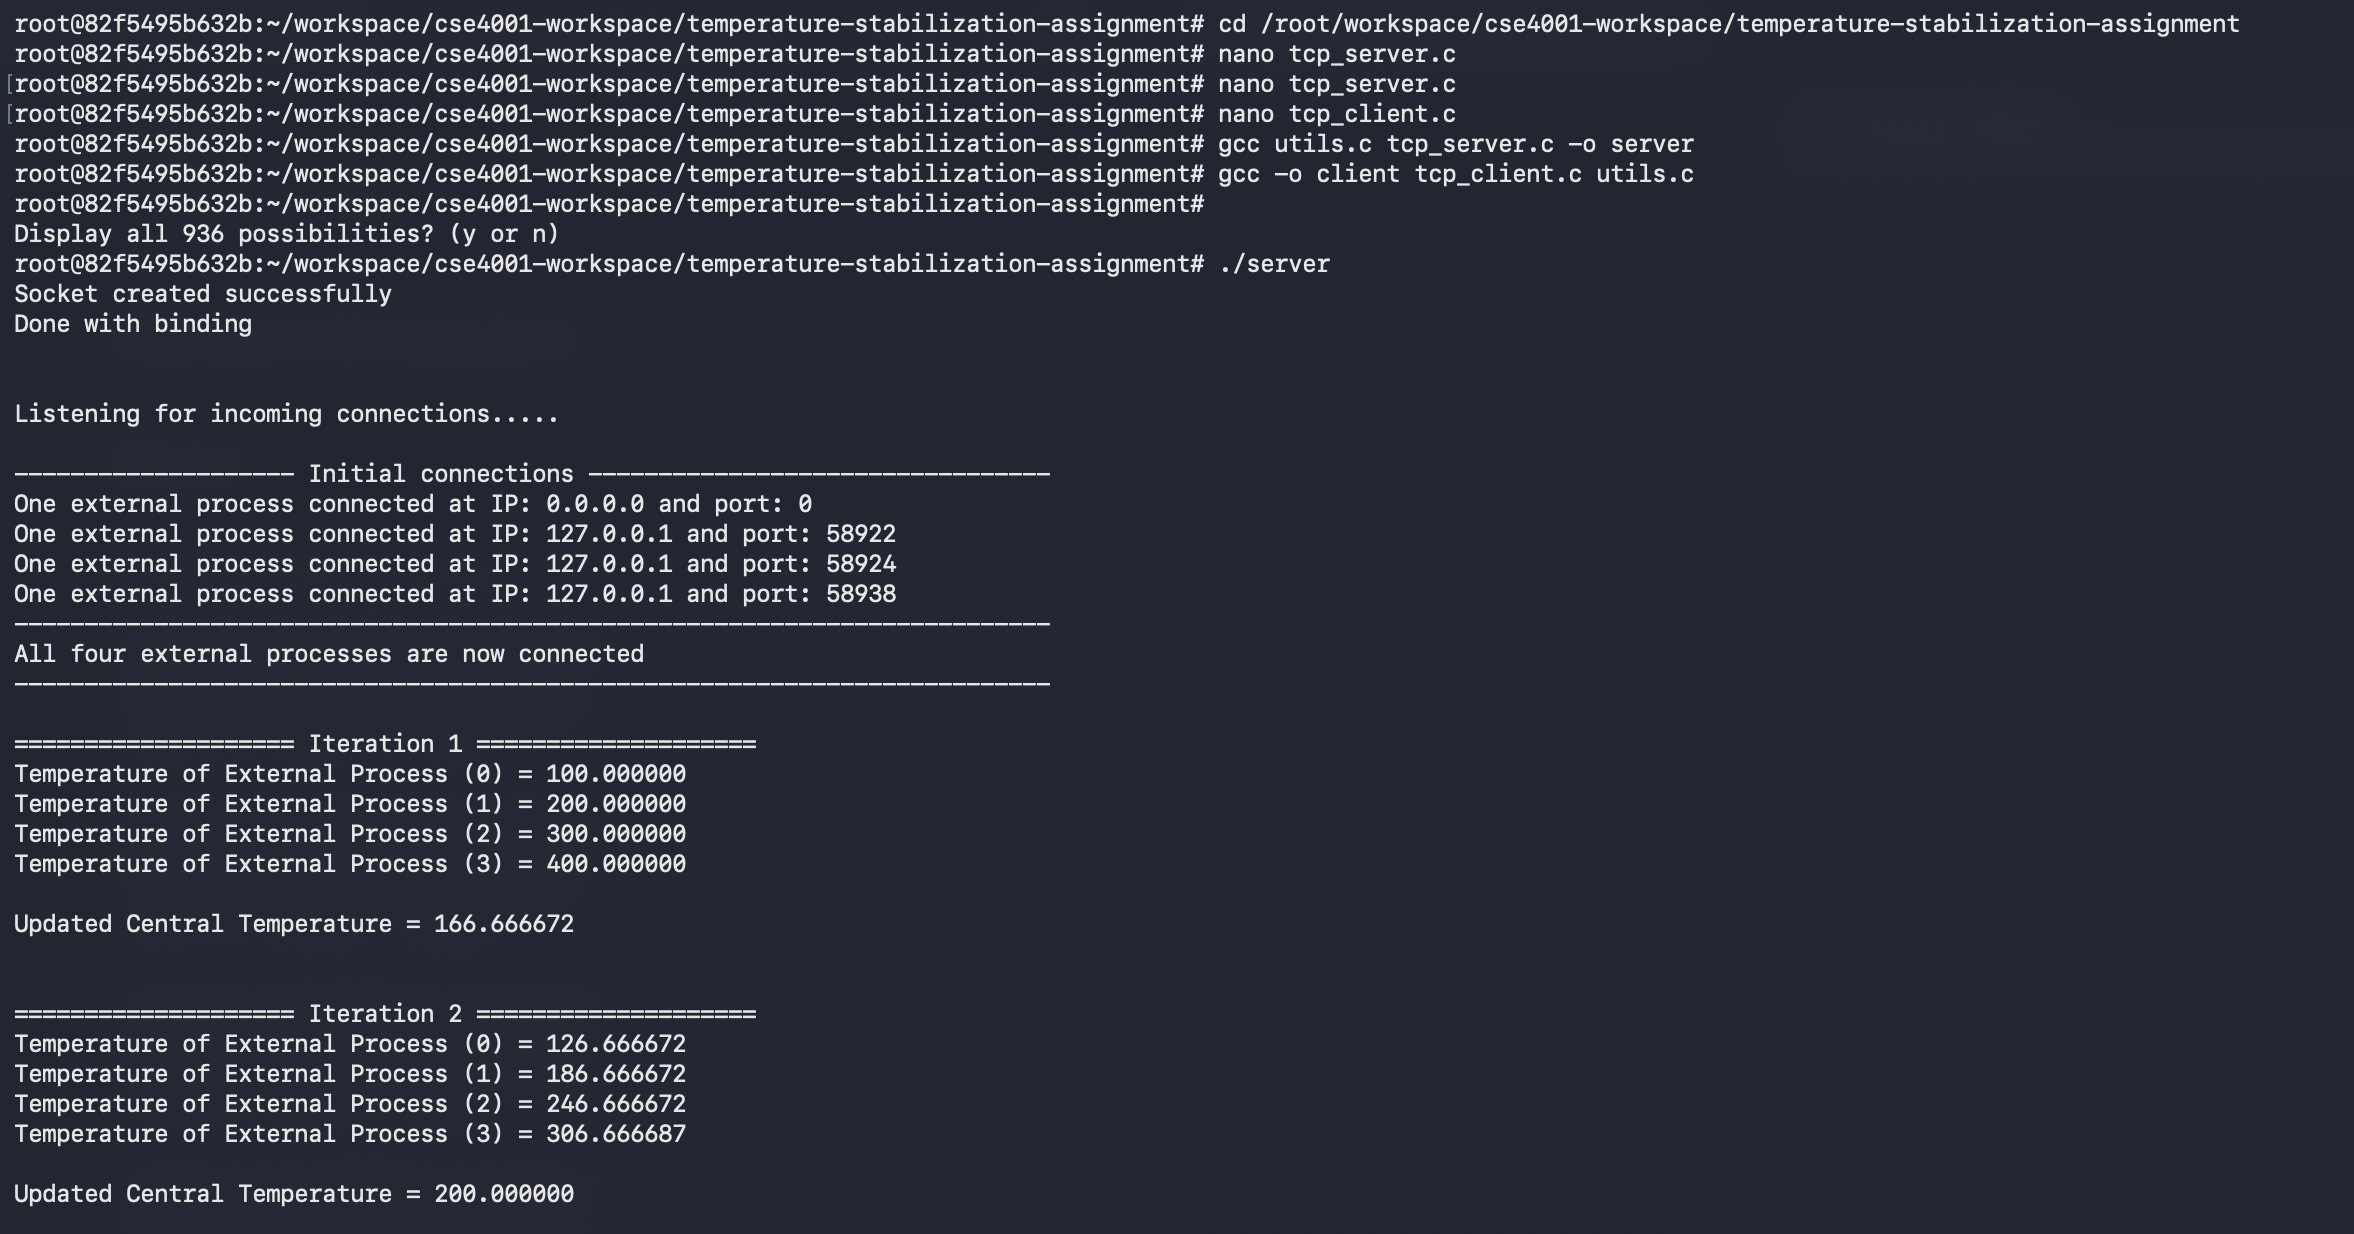 root@82f5495b632b:~/workspace/cse4001-workspace/temperature-stabilization-assignment# cd /root/workspace/cse4001-workspace/temperature-stabilization-assignment
root@82f5495b632b:~/workspace/cse4001-workspace/temperature-stabilization-assignment# nano tcp_server.c
[root@82f5495b632b:~/workspace/cse4001-workspace/temperature-stabilization-assignment# nano tcp_server.c
[root@82f5495b632b:~/workspace/cse4001-workspace/temperature-stabilization-assignment# nano tcp_client.c
root@82f5495b632b:~/workspace/cse4001-workspace/temperature-stabilization-assignment# gcc utils.c tcp_server.c -o server
root@82f5495b632b:~/workspace/cse4001-workspace/temperature-stabilization-assignment# gcc -o client tcp_client.c utils.c
root@82f5495b632b:~/workspace/cse4001-workspace/temperature-stabilization-assignment#
Display all 936 possibilities? (y or n)
root@82f5495b632b:~/workspace/cse4001-workspace/temperature-stabilization-assignment# ./server
Socket created successfully
Done with binding
Listening for incoming connections.....
-------------------- Initial connections ---------------------------------
One external process connected at IP: 0.0.0.0 and port: 0
One external process connected at IP: 127.0.0.1 and port: 58922
One external process connected at IP: 127.0.0.1 and port: 58924
One external process connected at IP: 127.0.0.1 and port: 58938
--------------------------------------------------------------------------
All four external processes are now connected
--------------------------------------------------------------------------
==================== Iteration 1 ====================
Temperature of External Process (0) = 100.000000
Temperature of External Process (1) = 200.000000
Temperature of External Process (2) = 300.000000
Temperature of External Process (3) = 400.000000
Updated Central Temperature = 166.666672
==================== Iteration 2 ====================
Temperature of External Process (0) = 126.666672
Temperature of External Process (1) = 186.666672
Temperature of External Process (2) = 246.666672
Temperature of External Process (3) = 306.666687
Updated Central Temperature = 200.000000